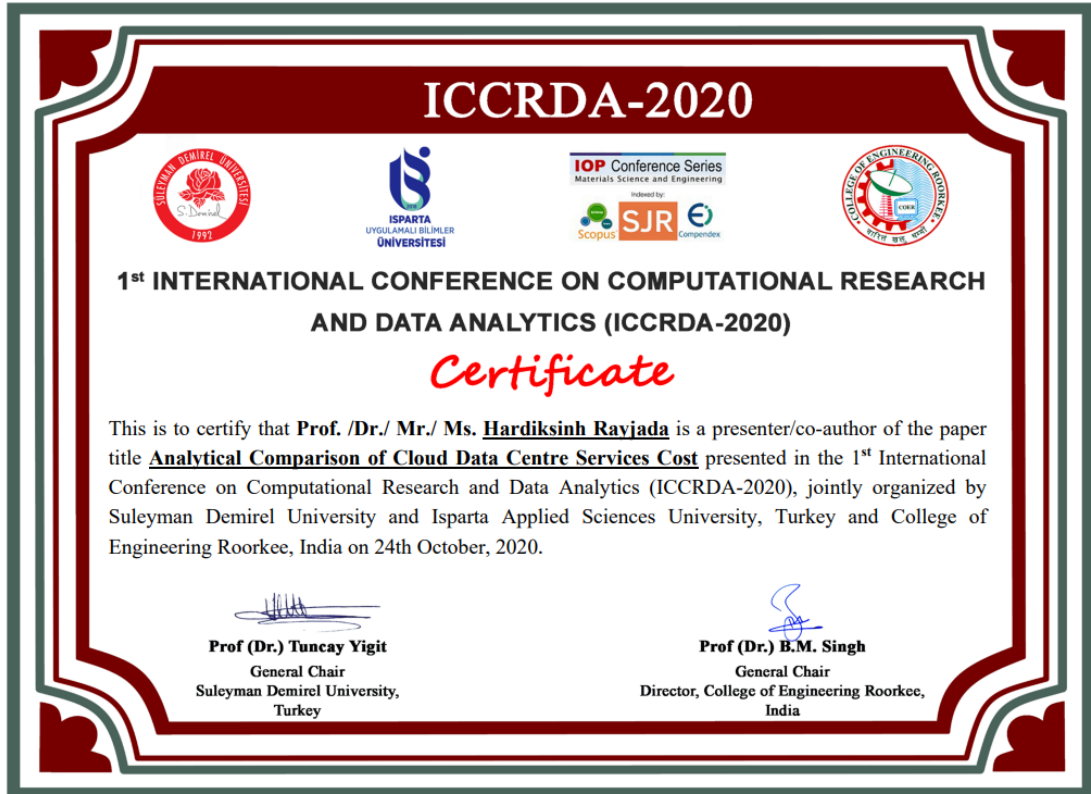 ICCRDA-2020
SÜLEYMAN DEMİREL ÜNİVERSİTESİ
S. Demirel
1992
ISPARTA
UYGULAMALI BİLİMLER
ÜNİVERSİTESİ
IOP Conference Series
Materials Science and Engineering
Indexed by:
Scopus SJR Compendex
COLLEGE OF ENGINEERING ROORKEE
COER
1st INTERNATIONAL CONFERENCE ON COMPUTATIONAL RESEARCH
AND DATA ANALYTICS (ICCRDA-2020)
Certificate
This is to certify that Prof. /Dr./ Mr./ Ms. Hardiksinh Rayjada is a presenter/co-author of the paper
title Analytical Comparison of Cloud Data Centre Services Cost presented in the 1st International
Conference on Computational Research and Data Analytics (ICCRDA-2020), jointly organized by
Suleyman Demirel University and Isparta Applied Sciences University, Turkey and College of
Engineering Roorkee, India on 24th October, 2020.
Prof (Dr.) Tuncay Yigit
General Chair
Suleyman Demirel University,
Turkey
Prof (Dr.) B.M. Singh
General Chair
Director, College of Engineering Roorkee,
India